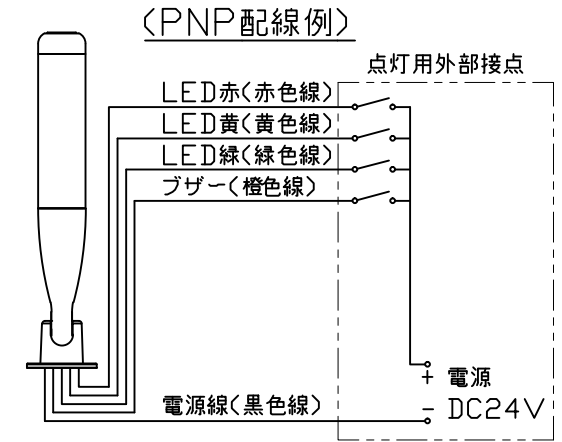 (PNP配線例)
点灯用外部接点
LED赤(赤色線)
LED黄(黄色線)
LED緑(緑色線)
ブザー(橙色線)
+ 電源
電源線(黒色線)
- DC24V